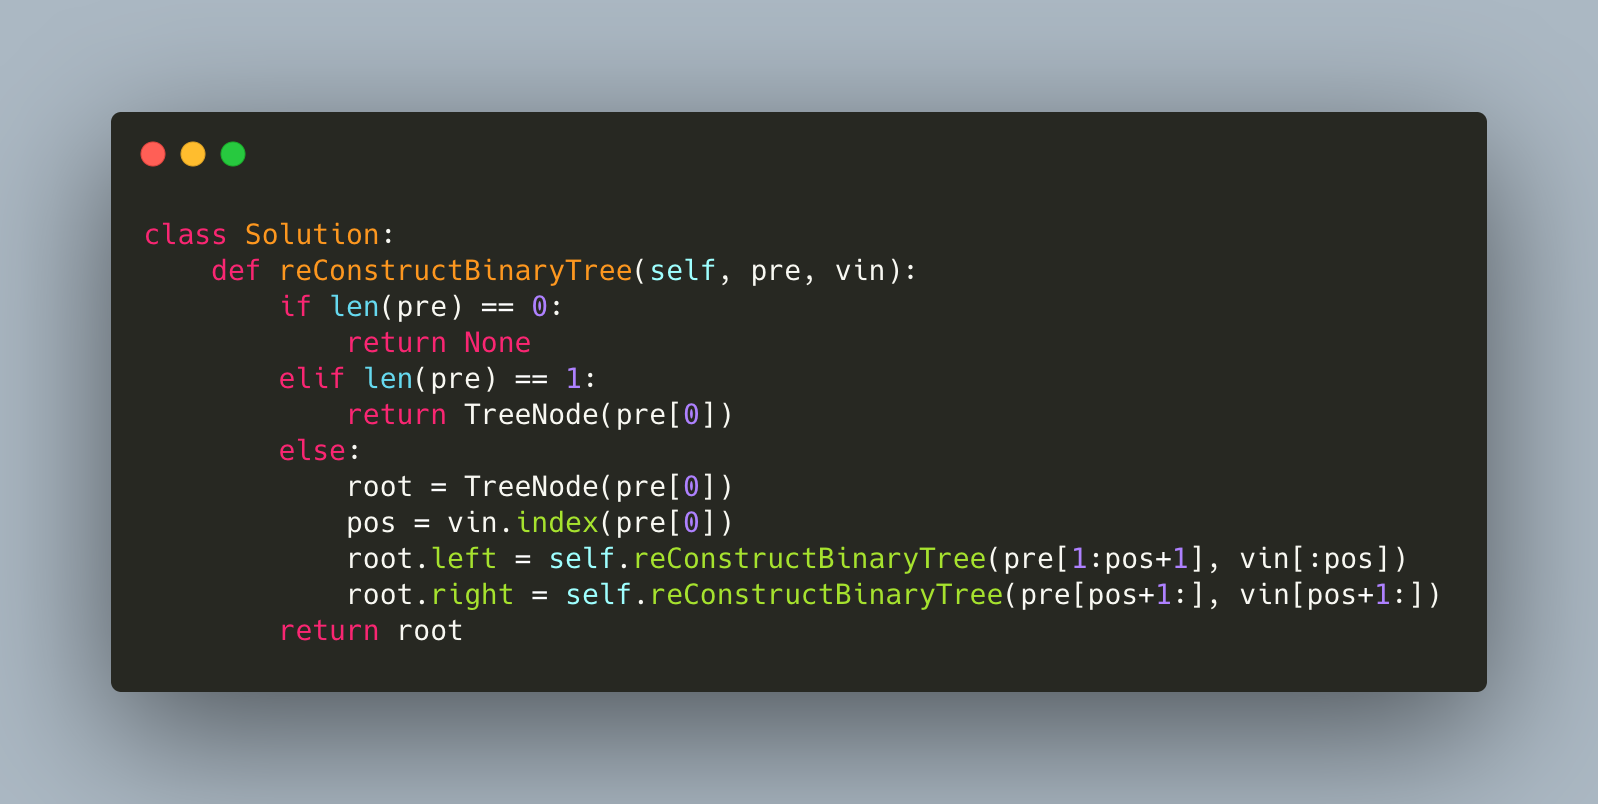 class Solution:
    def reConstructBinaryTree(self, pre, vin):
        if len(pre) == 0:
            return None
        elif len(pre) == 1:
            return TreeNode(pre[0])
        else:
            root = TreeNode(pre[0])
            pos = vin.index(pre[0])
            root.left = self.reConstructBinaryTree(pre[1:pos+1], vin[:pos])
            root.right = self.reConstructBinaryTree(pre[pos+1:], vin[pos+1:])
        return root